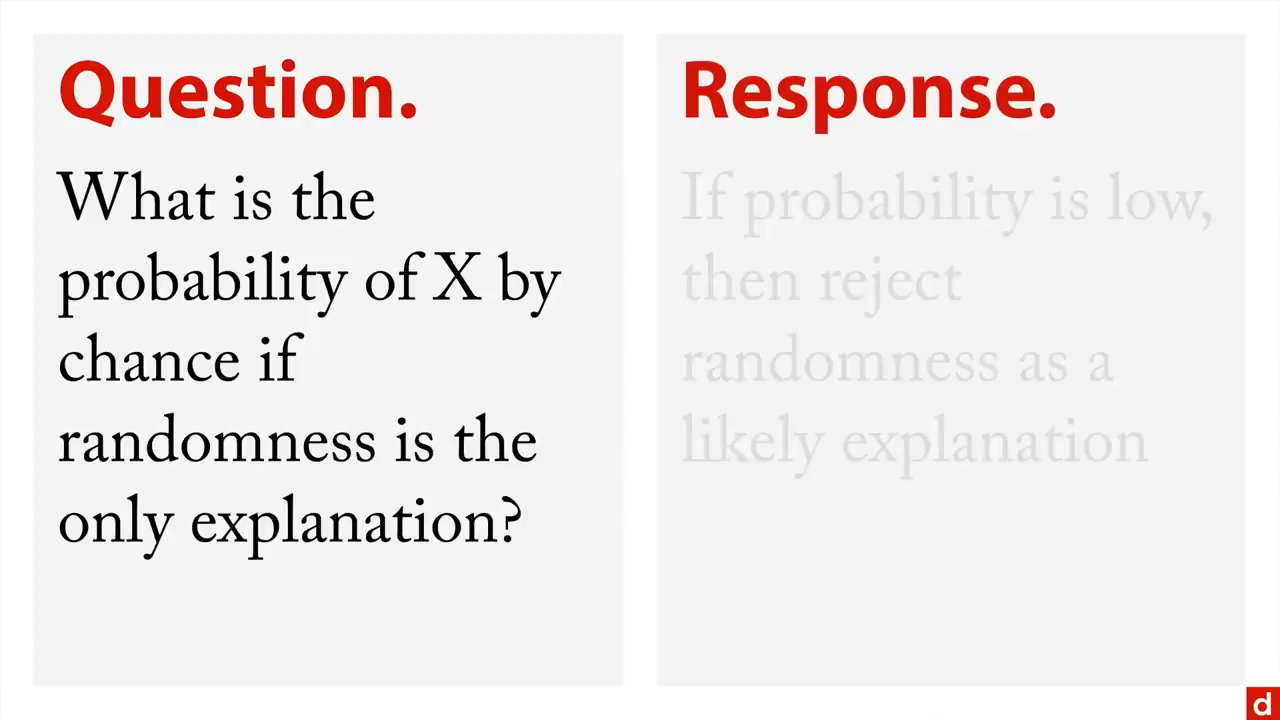 Question.
What is the
probability of X by
chance if
randomness is the
only explanation?
Response.
If probability is low,
then reject
randomness as a
likely explanation
d